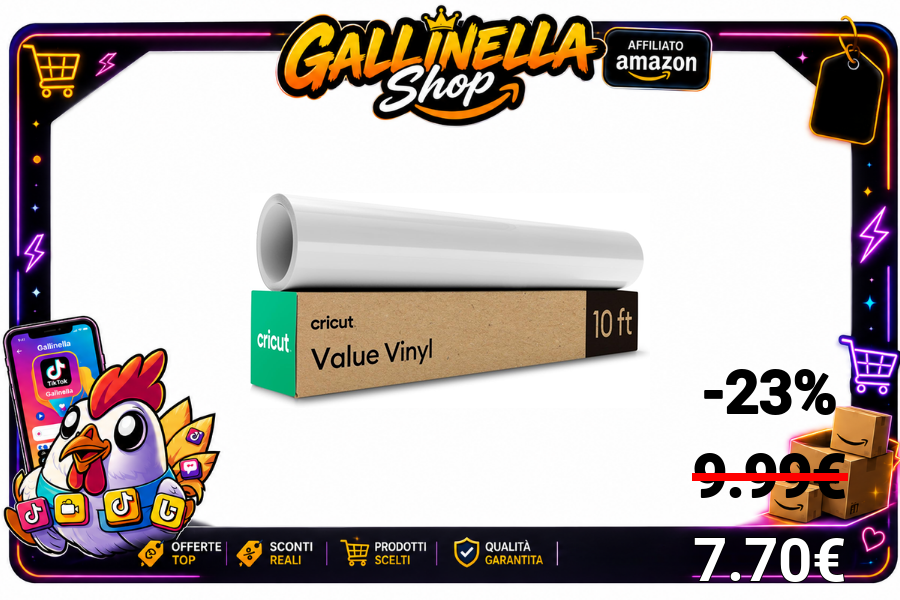 GALLINELLA
Shop
AFFILIATO
amazon
Gallinella
TikTok
Gallinella
cricut
cricut
Value Vinyl
10 ft
-23%
9.99€
7.70€
OFFERTE
TOP
SCONTI
REALI
PRODOTTI
SCELTI
QUALITÀ
GARANTITA